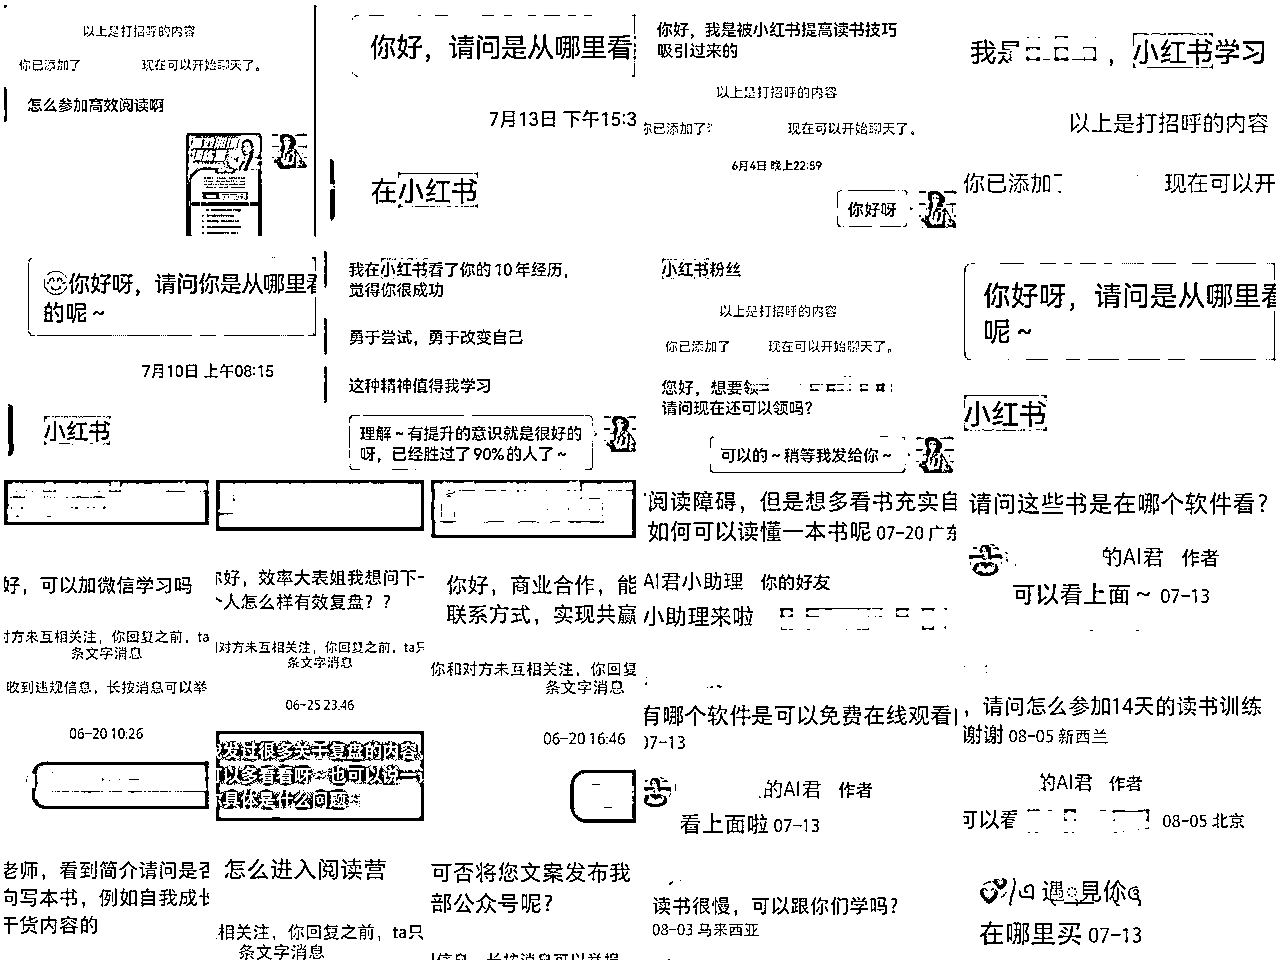 以上是打招呼的内容
你已添加了 现在可以开始聊天了。
怎么参加高效阅读啊
你好，请问是从哪里看
7月13日 下午15:3
在小红书
你好，我是被小红书提高读书技巧
吸引过来的
以上是打招呼的内容
你已添加了 现在可以开始聊天了。
6月4日 晚上22:59
你好呀
我是 ，小红书学习
以上是打招呼的内容
你已添加了 现在可以开
你好呀，请问你是从哪里看
的呢~
7月10日 上午08:15
小红书
我在小红书看了你的10年经历，
觉得你很成功
勇于尝试，勇于改变自己
这种精神值得我学习
理解~有提升的意识就是很好的
呀，已经胜过了90%的人了~
小红书粉丝
以上是打招呼的内容
你已添加了 现在可以开始聊天了。
您好，想要领
请问现在还可以领吗？
可以的~稍等我发给你~
你好呀，请问是从哪里看
呢~
小红书
好，可以加微信学习吗
对方未互相关注，你回复之前，ta
条文字消息
收到违规信息，长按消息可以举
06-20 10:26
你好，效率大表姐我想问下一
个人怎么样有效复盘？？
对方未互相关注，你回复之前，ta只
条文字消息
06-25 23:46
发过很多关于复盘的内容
可以多看看呀~也可以说一
具体是什么问题
你好，商业合作，能
联系方式，实现共赢
你和对方未互相关注，你回复
条文字消息
06-20 16:46
阅读障碍，但是想多看书充实自
如何可以读懂一本书呢 07-20 广东
AI君小助理 你的好友
小助理来啦
有哪个软件是可以免费在线观看
07-13
的AI君 作者
看上面啦 07-13
请问这些书是在哪个软件看？
的AI君 作者
可以看上面~ 07-13
，请问怎么参加14天的读书训练
谢谢 08-05 新西兰
的AI君 作者
可以看 08-05 北京
老师，看到简介请问是否
向写本书，例如自我成长
干货内容的
怎么进入阅读营
相关注，你回复之前，ta只
条文字消息
可否将您文案发布我
部公众号呢？
信息，长按消息可以举报
读书很慢，可以跟你们学吗？
08-03 马来西亚
遇見你
在哪里买 07-13